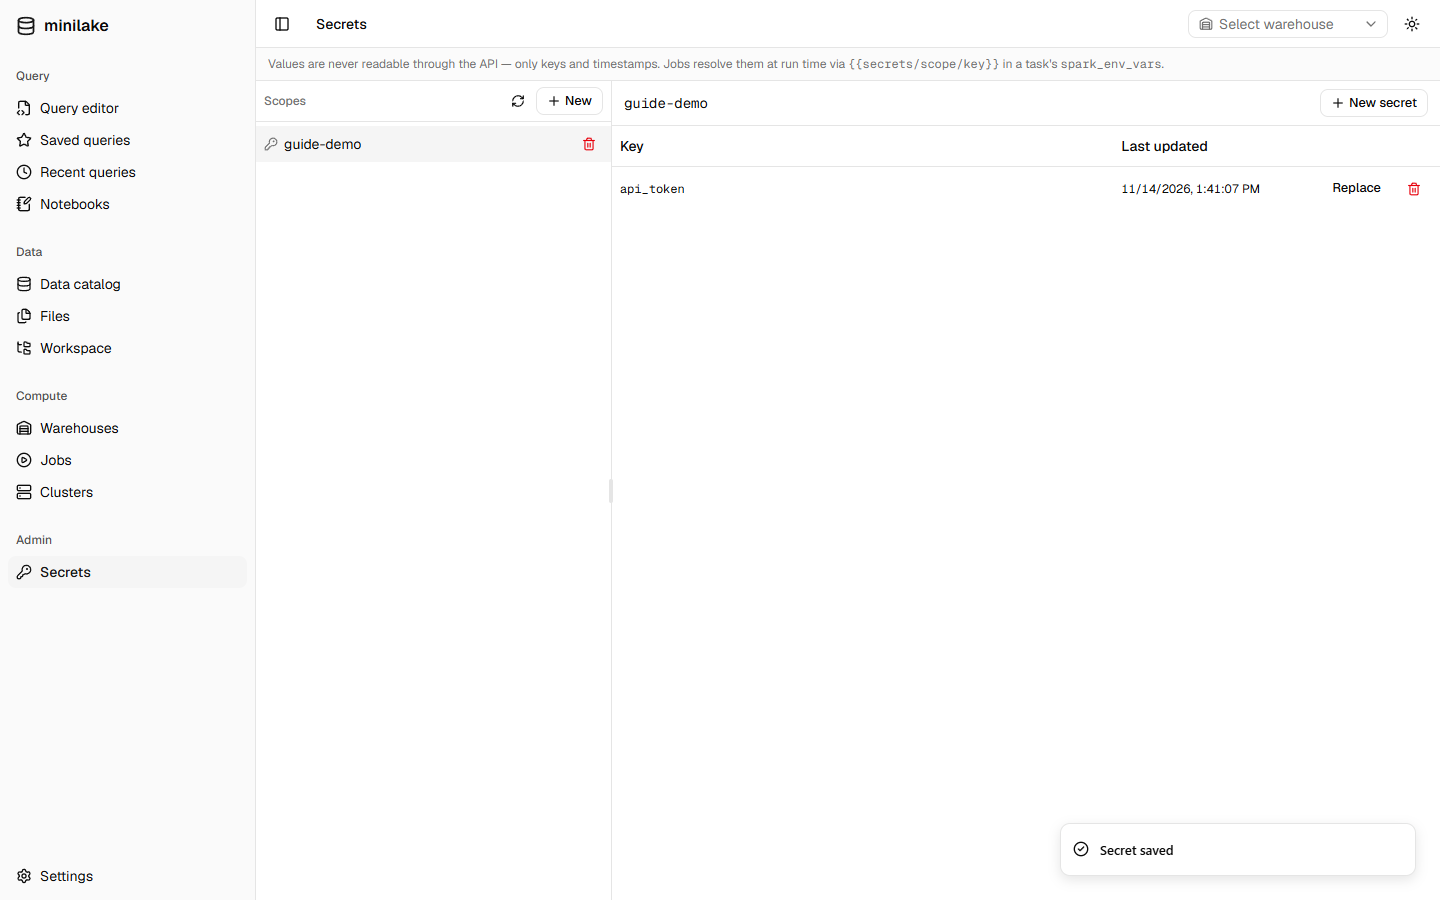 minilake
Query
Query editor
Saved queries
Recent queries
Notebooks
Data
Data catalog
Files
Workspace
Compute
Warehouses
Jobs
Clusters
Admin
Secrets
Settings
Secrets
Select warehouse
Values are never readable through the API — only keys and timestamps. Jobs resolve them at run time via {{secrets/scope/key}} in a task's spark_env_vars.
Scopes
New
guide-demo
guide-demo
New secret
Key Last updated
api_token 11/14/2026, 1:41:07 PM Replace
Secret saved